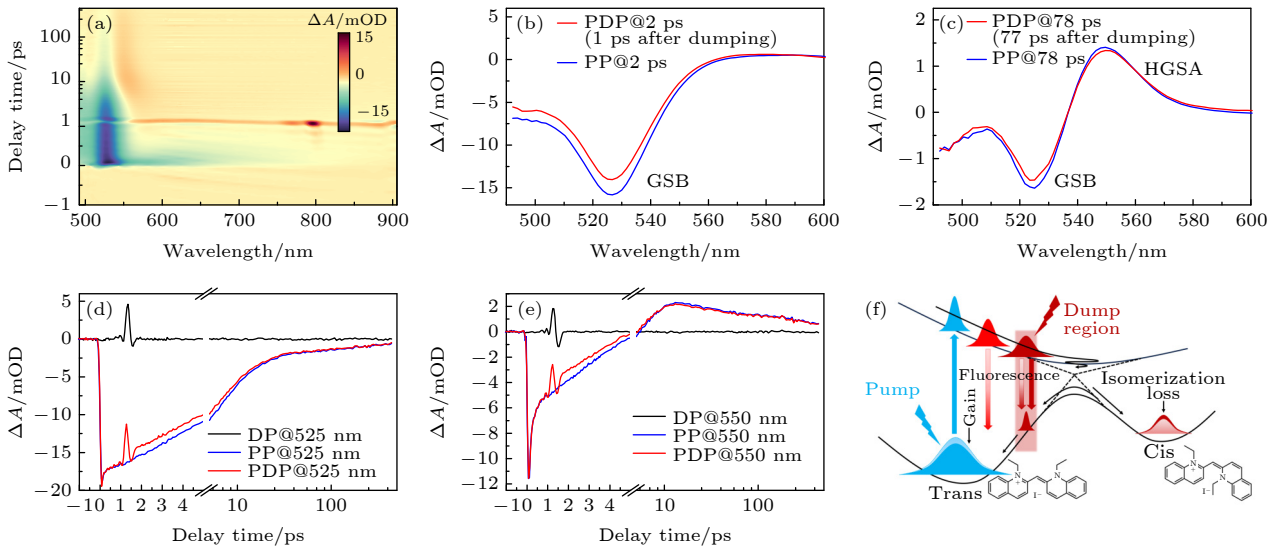 (a)
ΔA/mOD
15
0
−15
100
10
1
0
−1
Delay time/ps
500
600
700
800
900
Wavelength/nm
(b)
PDP@2 ps
(1 ps after dumping)
PP@2 ps
GSB
5
0
−5
−10
−15
ΔA/mOD
500
520
540
560
580
600
Wavelength/nm
(c)
PDP@78 ps
(77 ps after dumping)
PP@78 ps
HGSA
GSB
2
1
0
−1
−2
ΔA/mOD
500
520
540
560
580
600
Wavelength/nm
(d)
5
0
−5
−10
−15
−20
ΔA/mOD
DP@525 nm
PP@525 nm
PDP@525 nm
−1 0 1 2 3 4
10
100
Delay time/ps
(e)
2
0
−2
−4
−6
−8
−10
−12
ΔA/mOD
DP@550 nm
PP@550 nm
PDP@550 nm
−1 0 1 2 3 4
10
100
Delay time/ps
(f)
Dump
region
Fluorescence
Isomerization
loss
Pump
Gain
Trans
Cis
N
+
N
I−
N
+
I−
N